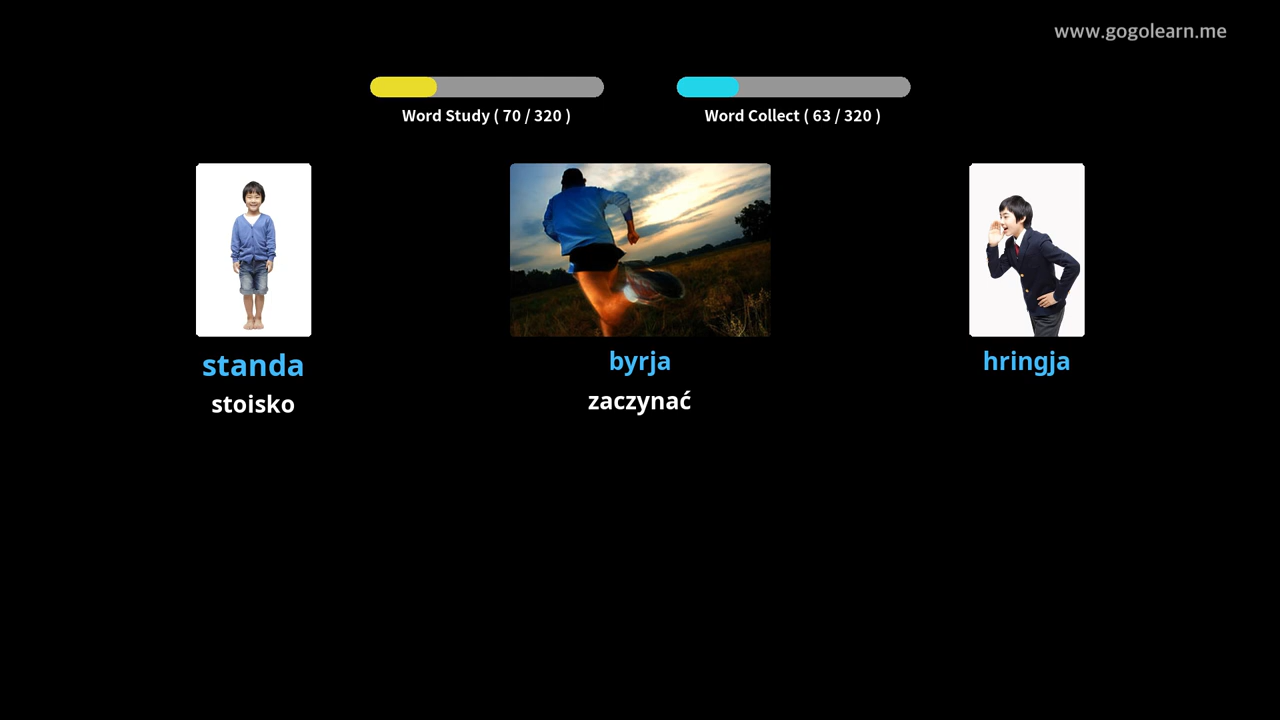 www.gogolearn.me
Word Study ( 70 / 320 )
Word Collect ( 63 / 320 )
standa
byrja
hringja
stoisko
zaczynać